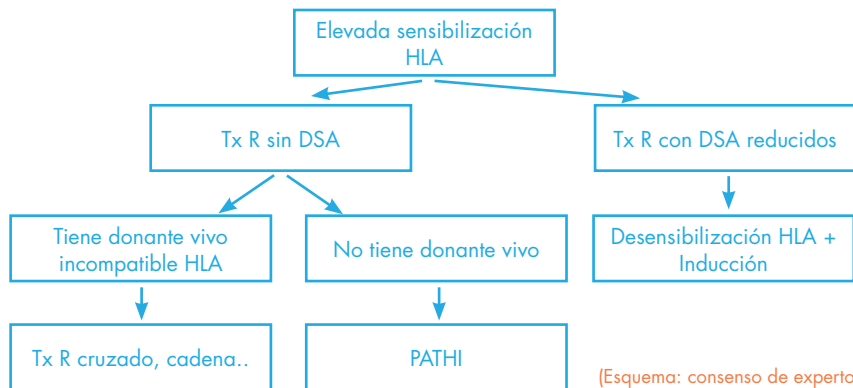 Elevada sensibilización
HLA
Tx R sin DSA
Tx R con DSA reducidos
Tiene donante vivo
incompatible HLA
No tiene donante vivo
Desensibilización HLA +
Inducción
Tx R cruzado, cadena..
PATHI
(Esquema: consenso de experto